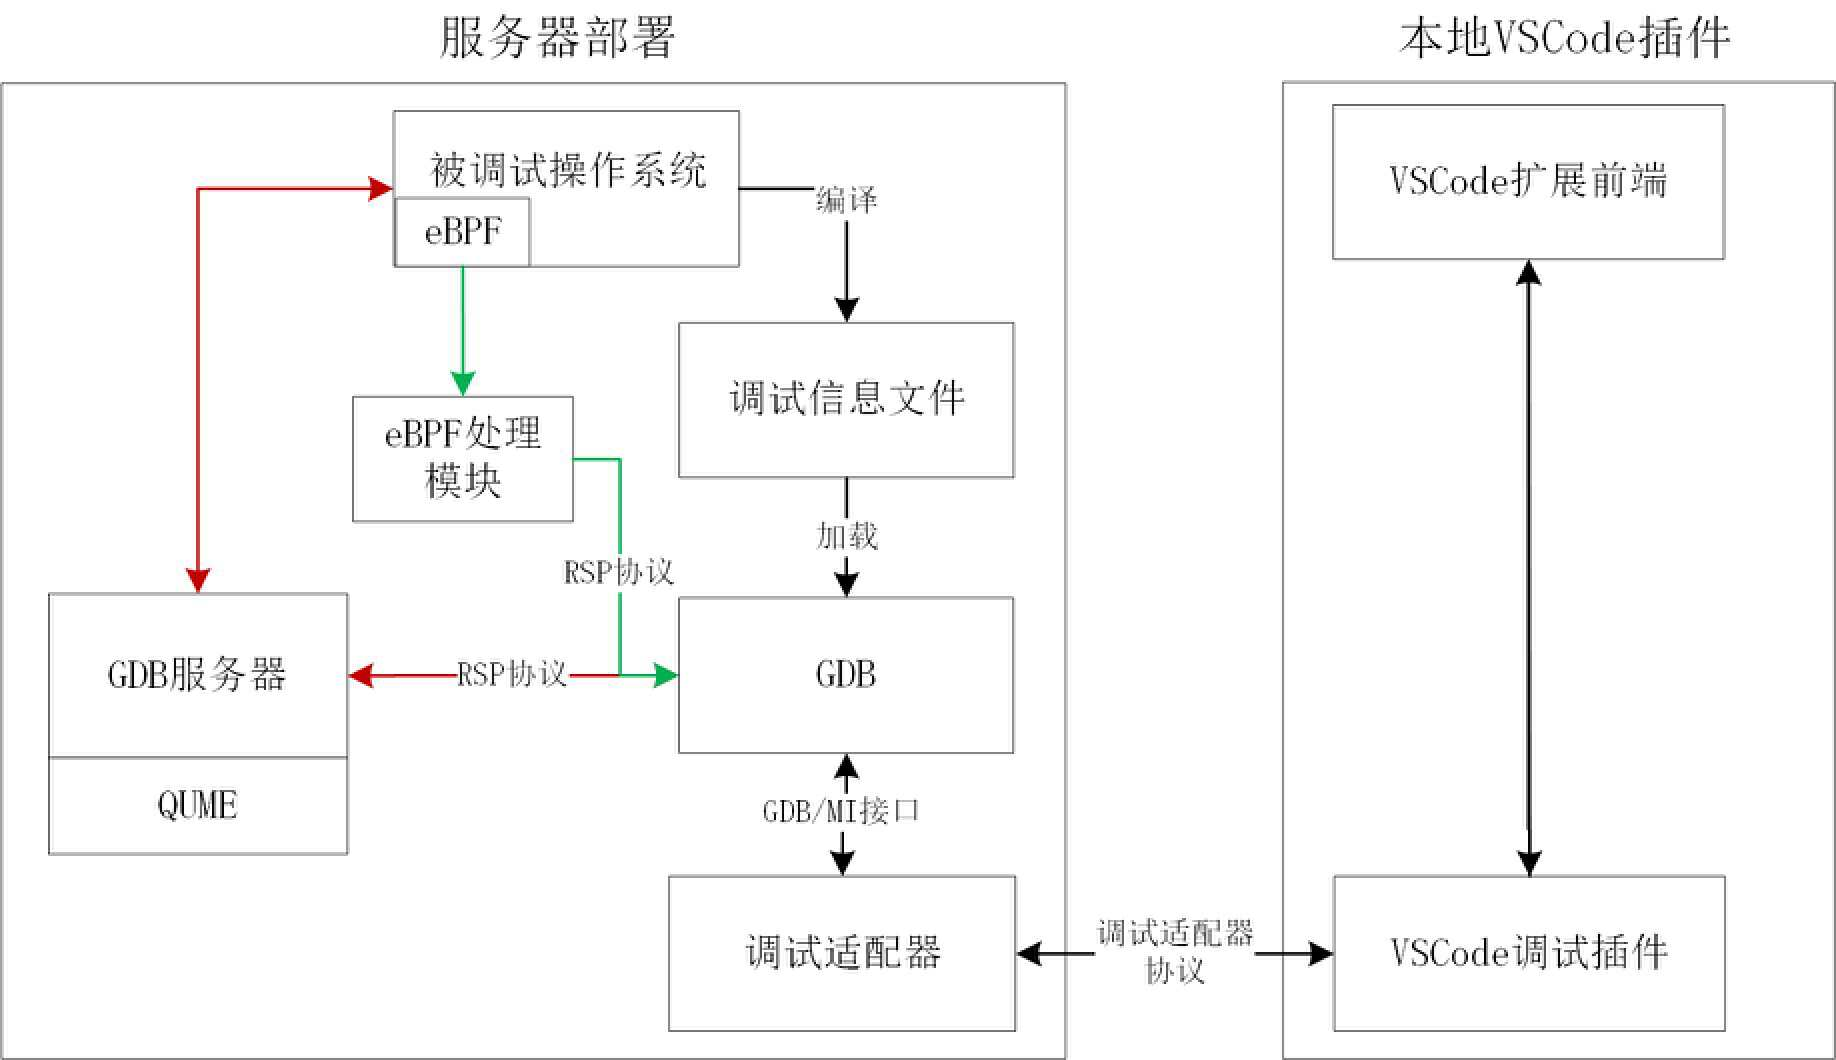 服务器部署
本地VSCode插件
被调试操作系统
eBPF
编译
VSCode扩展前端
调试信息文件
eBPF处理
模块
加载
RSP协议
GDB服务器
RSP协议
GDB
QUME
GDB/MI接口
调试适配器
调试适配器
协议
VSCode调试插件